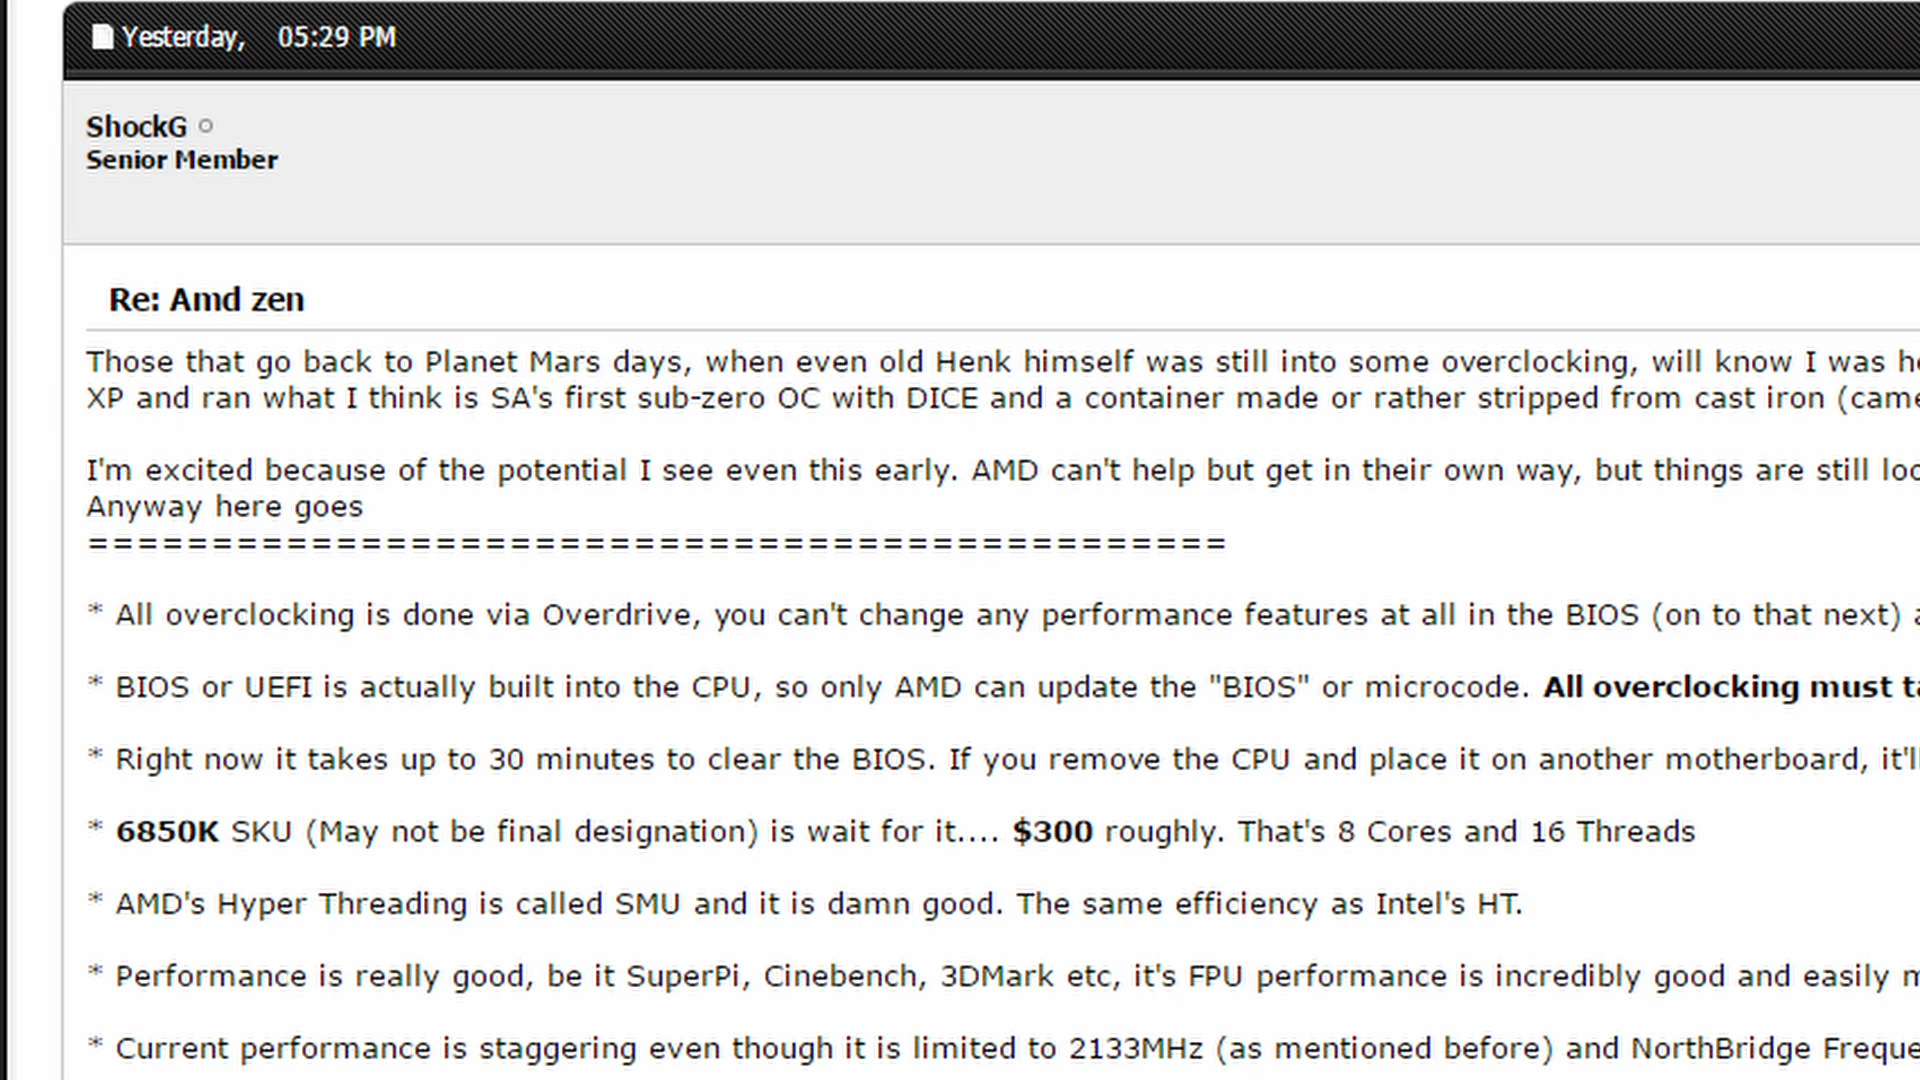 Yesterday, 05:29 PM
ShockG
Senior Member
Re: Amd zen
Those that go back to Planet Mars days, when even old Henk himself was still into some overclocking, will know I was
XP and ran what I think is SA's first sub-zero OC with DICE and a container made or rather stripped from cast iron (came
I'm excited because of the potential I see even this early. AMD can't help but get in their own way, but things are still
Anyway here goes
==============================================
* All overclocking is done via Overdrive, you can't change any performance features at all in the BIOS (on to that next)
* BIOS or UEFI is actually built into the CPU, so only AMD can update the "BIOS" or microcode. All overclocking must
* Right now it takes up to 30 minutes to clear the BIOS. If you remove the CPU and place it on another motherboard, it'll
* 6850K SKU (May not be final designation) is wait for it.... $300 roughly. That's 8 Cores and 16 Threads
* AMD's Hyper Threading is called SMU and it is damn good. The same efficiency as Intel's HT.
* Performance is really good, be it SuperPi, Cinebench, 3DMark etc, it's FPU performance is incredibly good and easily
* Current performance is staggering even though it is limited to 2133MHz (as mentioned before) and NorthBridge